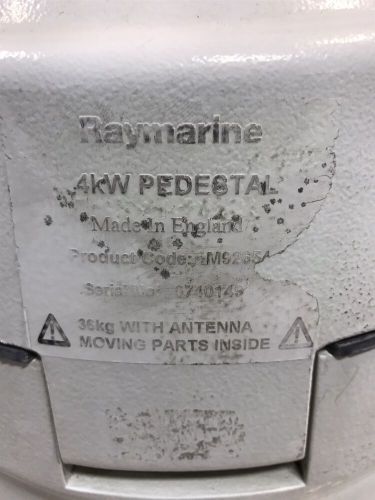 Raymarine
4kW PEDESTAL
Made in England
Product Code:
36kg WITH ANTENNA
MOVING PARTS INSIDE